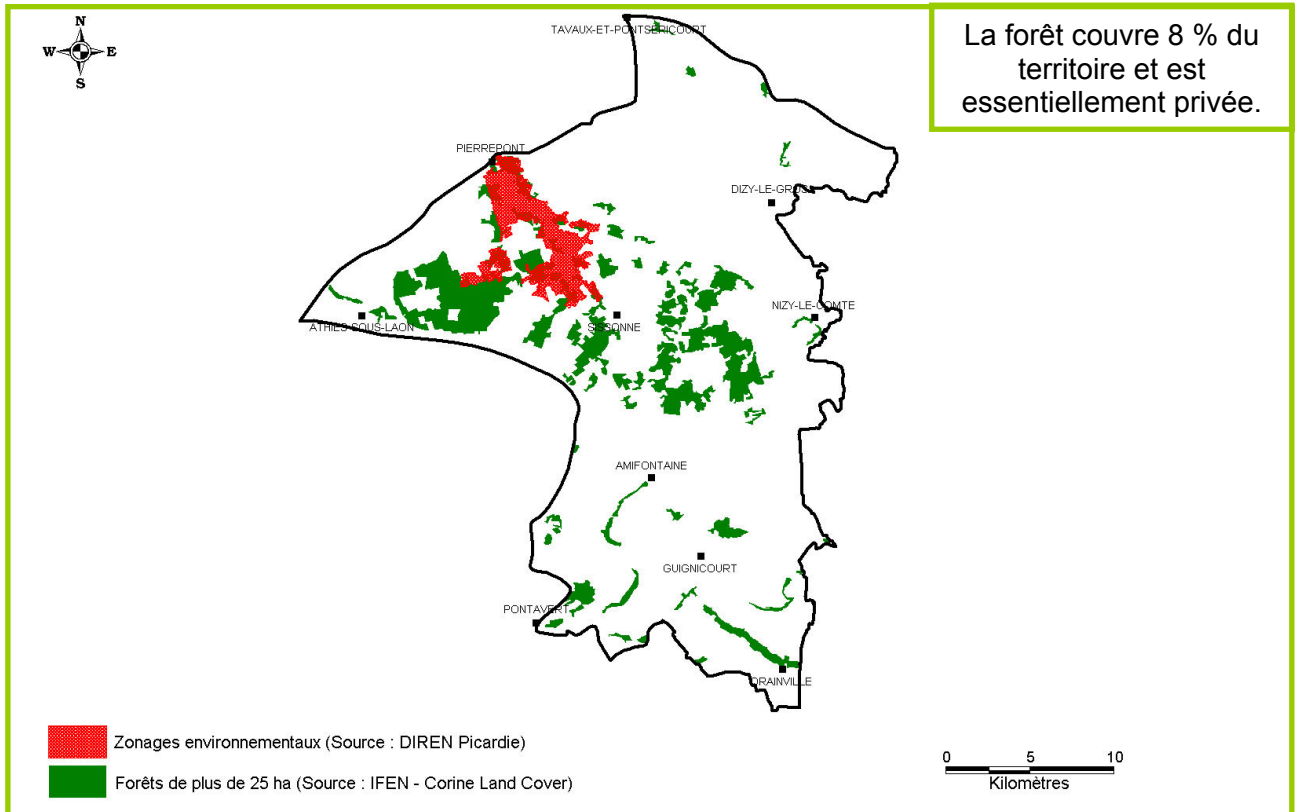 N
W E
S
La forêt couvre 8 % du
territoire et est
essentiellement privée.
TAVAUX-ET-PONTSERICOURT
PIERREPONT
DIZY-LE-GROS
NIZY-LE-COMTE
ATHIES-SOUS-LAON
SISSONNE
AMIFONTAINE
GUIGNICOURT
PONTAVERT
ORAINVILLE
Zonages environnementaux (Source : DIREN Picardie)
Forêts de plus de 25 ha (Source : IFEN - Corine Land Cover)
0 5 10
Kilomètres